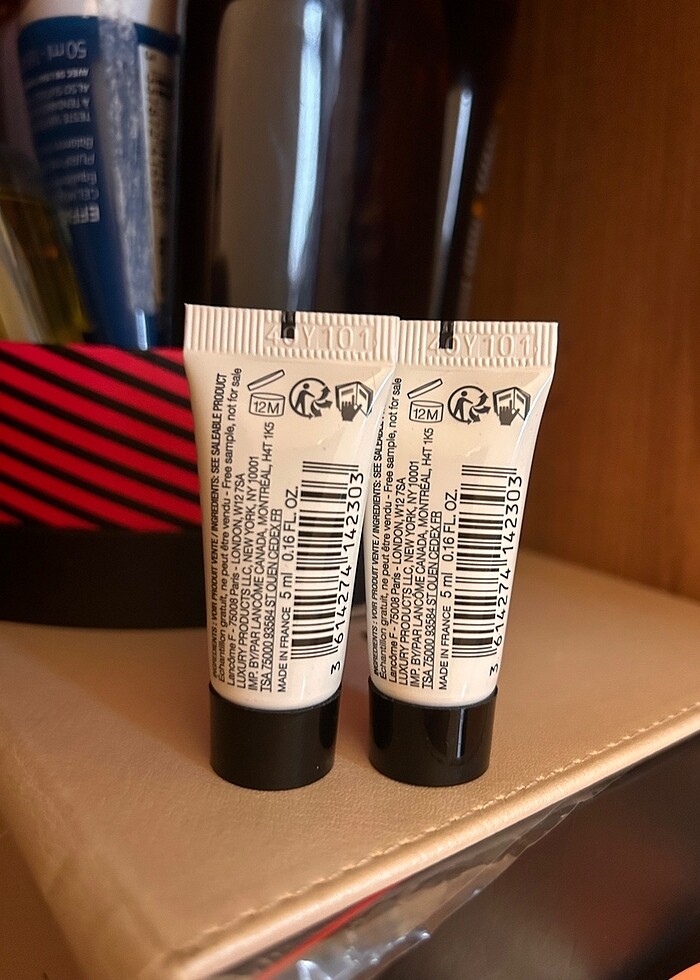 50 ml
EFFA
40Y101
12M
INGREDIENTS : VOIR PRODUIT VENTE / INGREDIENTS: SEE SALEABLE PRODUCT
Echantillon gratuit, ne peut être vendu - Free sample, not for sale
Lancôme F - 75008 Paris - LONDON, W12 7SA
LUXURY PRODUCTS LLC, NEW YORK, NY 10001
IMP. BY/PAR LANCÔME CANADA, MONTRÉAL, H4T 1K5
TSA 75000 93584 ST OUEN CEDEX.FR
MADE IN FRANCE 5 ml 0.16 FL. OZ.
3 614274 142303
40Y101
12M
INGREDIENTS : VOIR PRODUIT VENTE / INGREDIENTS: SEE SALEABLE
Echantillon gratuit, ne peut être vendu - Free sample, not for sale
Lancôme F - 75008 Paris - LONDON, W12 7SA
LUXURY PRODUCTS LLC, NEW YORK, NY 10001
IMP. BY/PAR LANCÔME CANADA, MONTRÉAL, H4T 1K5
TSA 75000 93584 ST OUEN CEDEX.FR
MADE IN FRANCE 5 ml 0.16 FL. OZ.
3 614274 142303